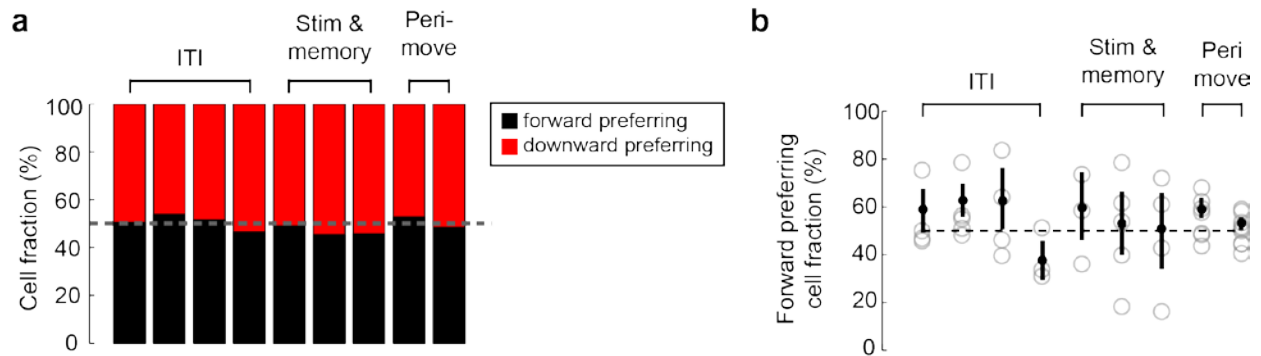 a
ITI
Stim &
memory
Peri-
move
Cell fraction (%)
100
80
60
40
20
0
forward preferring
downward preferring
b
ITI
Stim &
memory
Peri
move
Forward preferring
cell fraction (%)
100
80
60
40
20
0